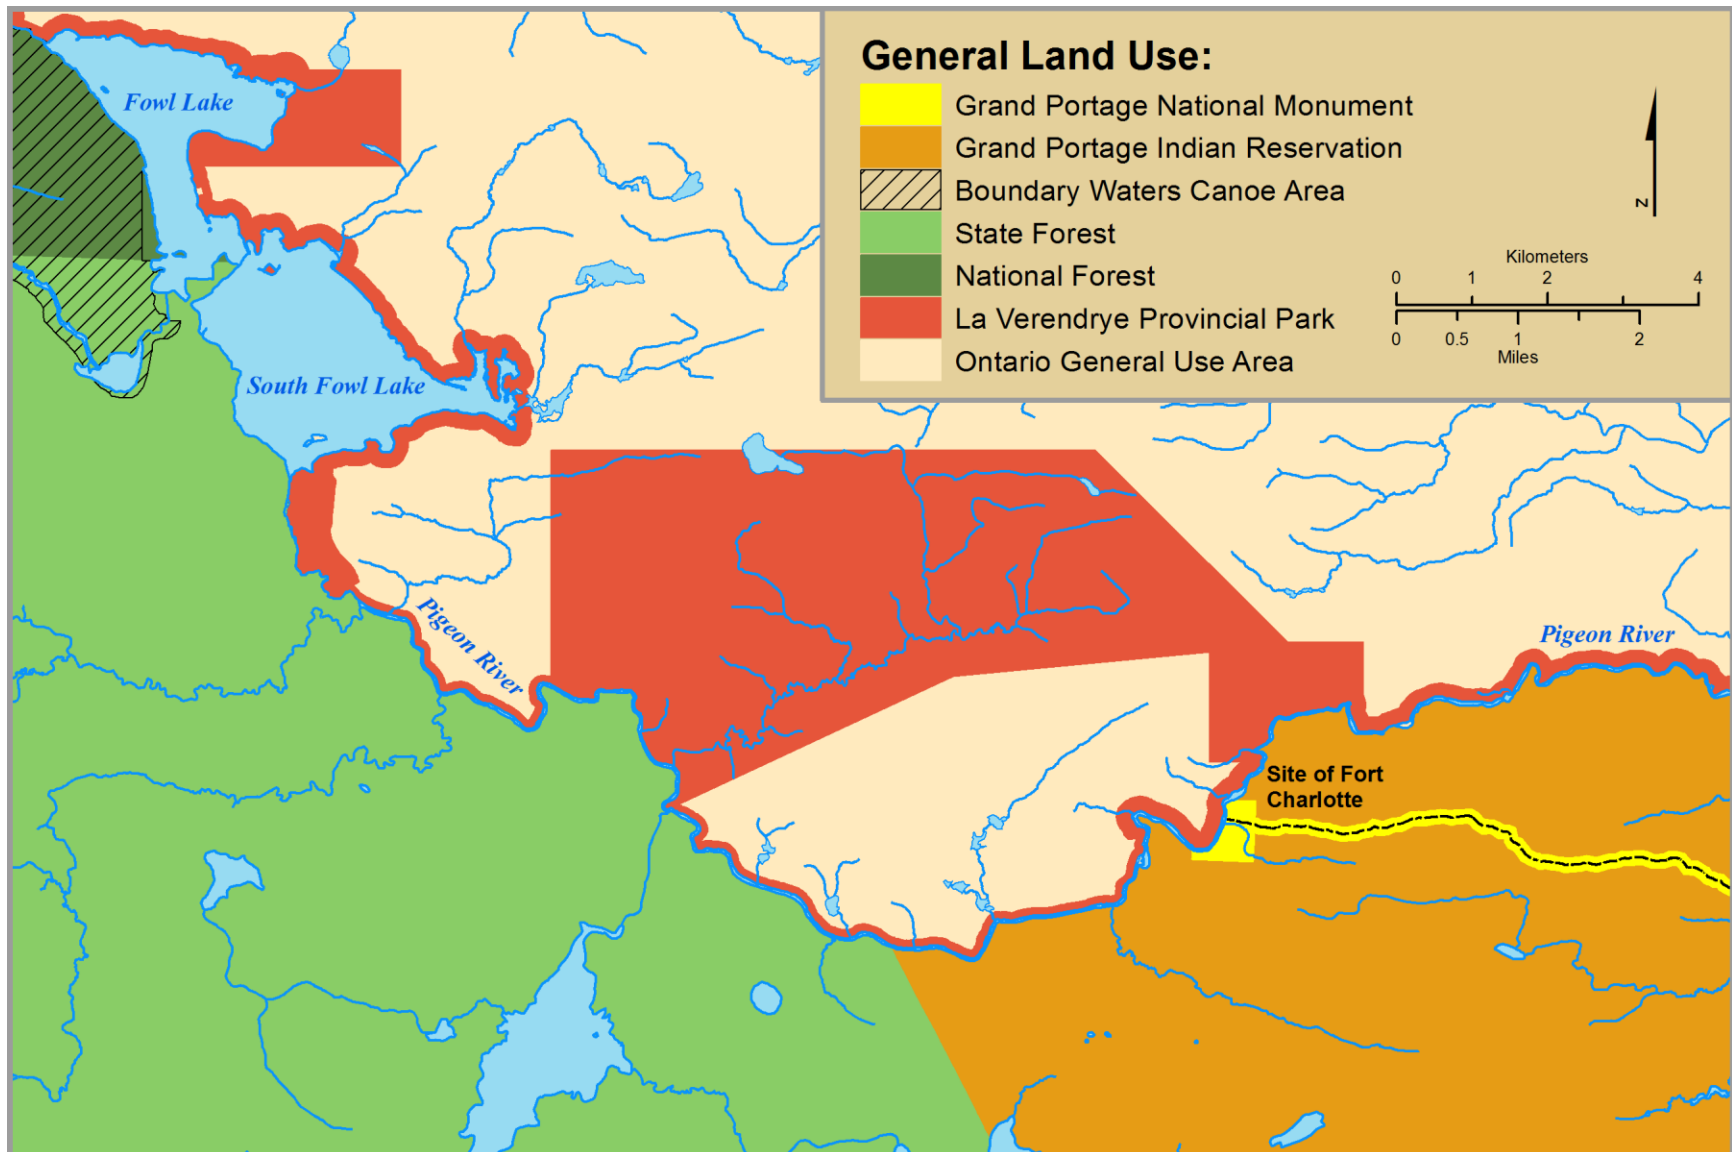 General Land Use:
Grand Portage National Monument
Grand Portage Indian Reservation
Boundary Waters Canoe Area
State Forest
National Forest
La Verendrye Provincial Park
Ontario General Use Area
N
Kilometers
0 1 2 4
0 0.5 1 2
Miles
Fowl Lake
South Fowl Lake
Pigeon River
Pigeon River
Site of Fort
Charlotte